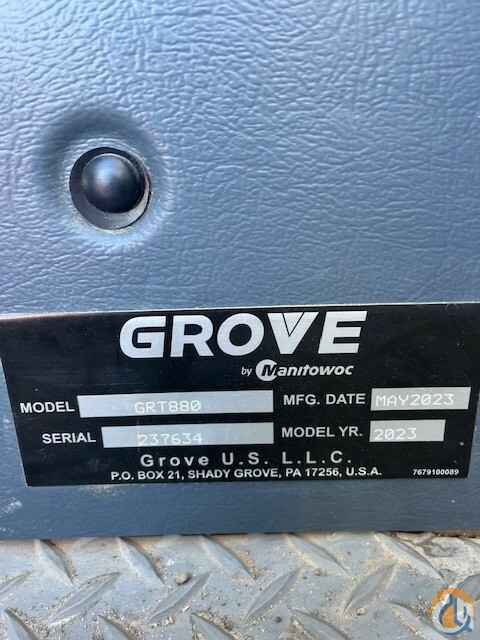 GROVE
by Manitowoc
MODEL GRT880 MFG. DATE MAY2023
SERIAL 237634 MODEL YR. 2023
Grove U.S. L.L.C.
P.O. BOX 21, SHADY GROVE, PA 17256, U.S.A. 7679100089